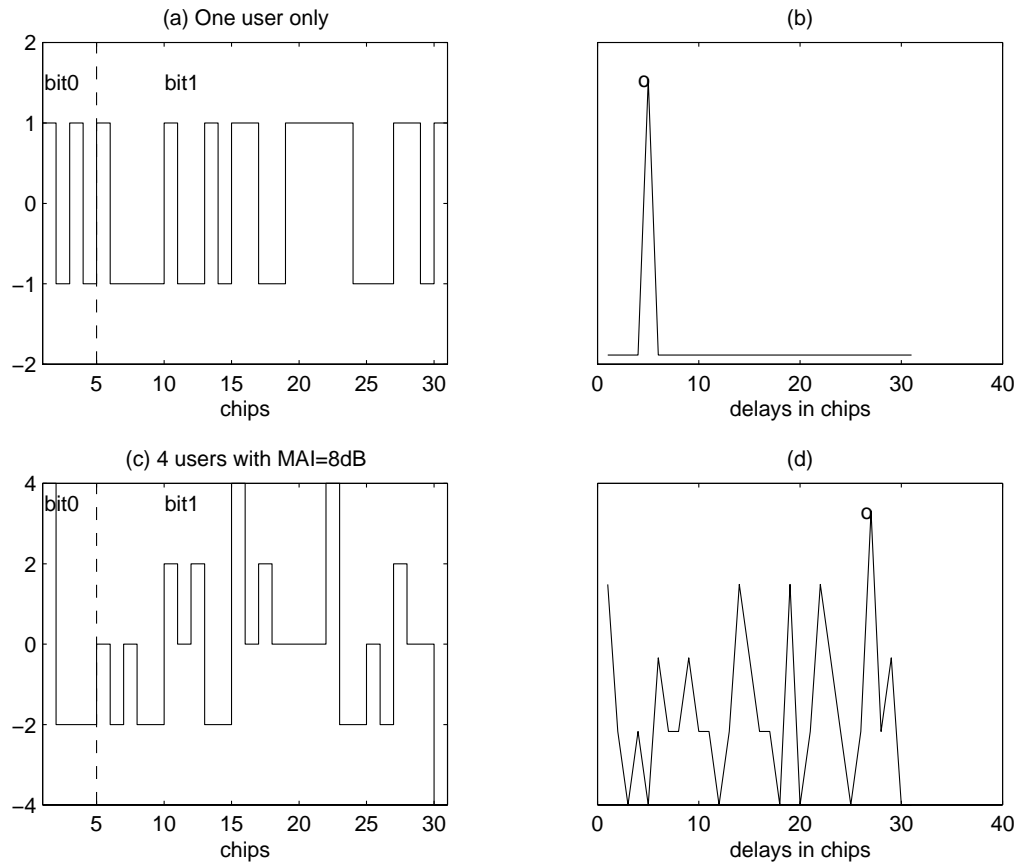 (a) One user only
2
1
0
−1
−2
bit0
bit1
5
10
15
20
25
30
chips
(b)
o
0
10
20
30
40
delays in chips
(c) 4 users with MAI=8dB
4
2
0
−2
−4
bit0
bit1
5
10
15
20
25
30
chips
(d)
o
0
10
20
30
40
delays in chips